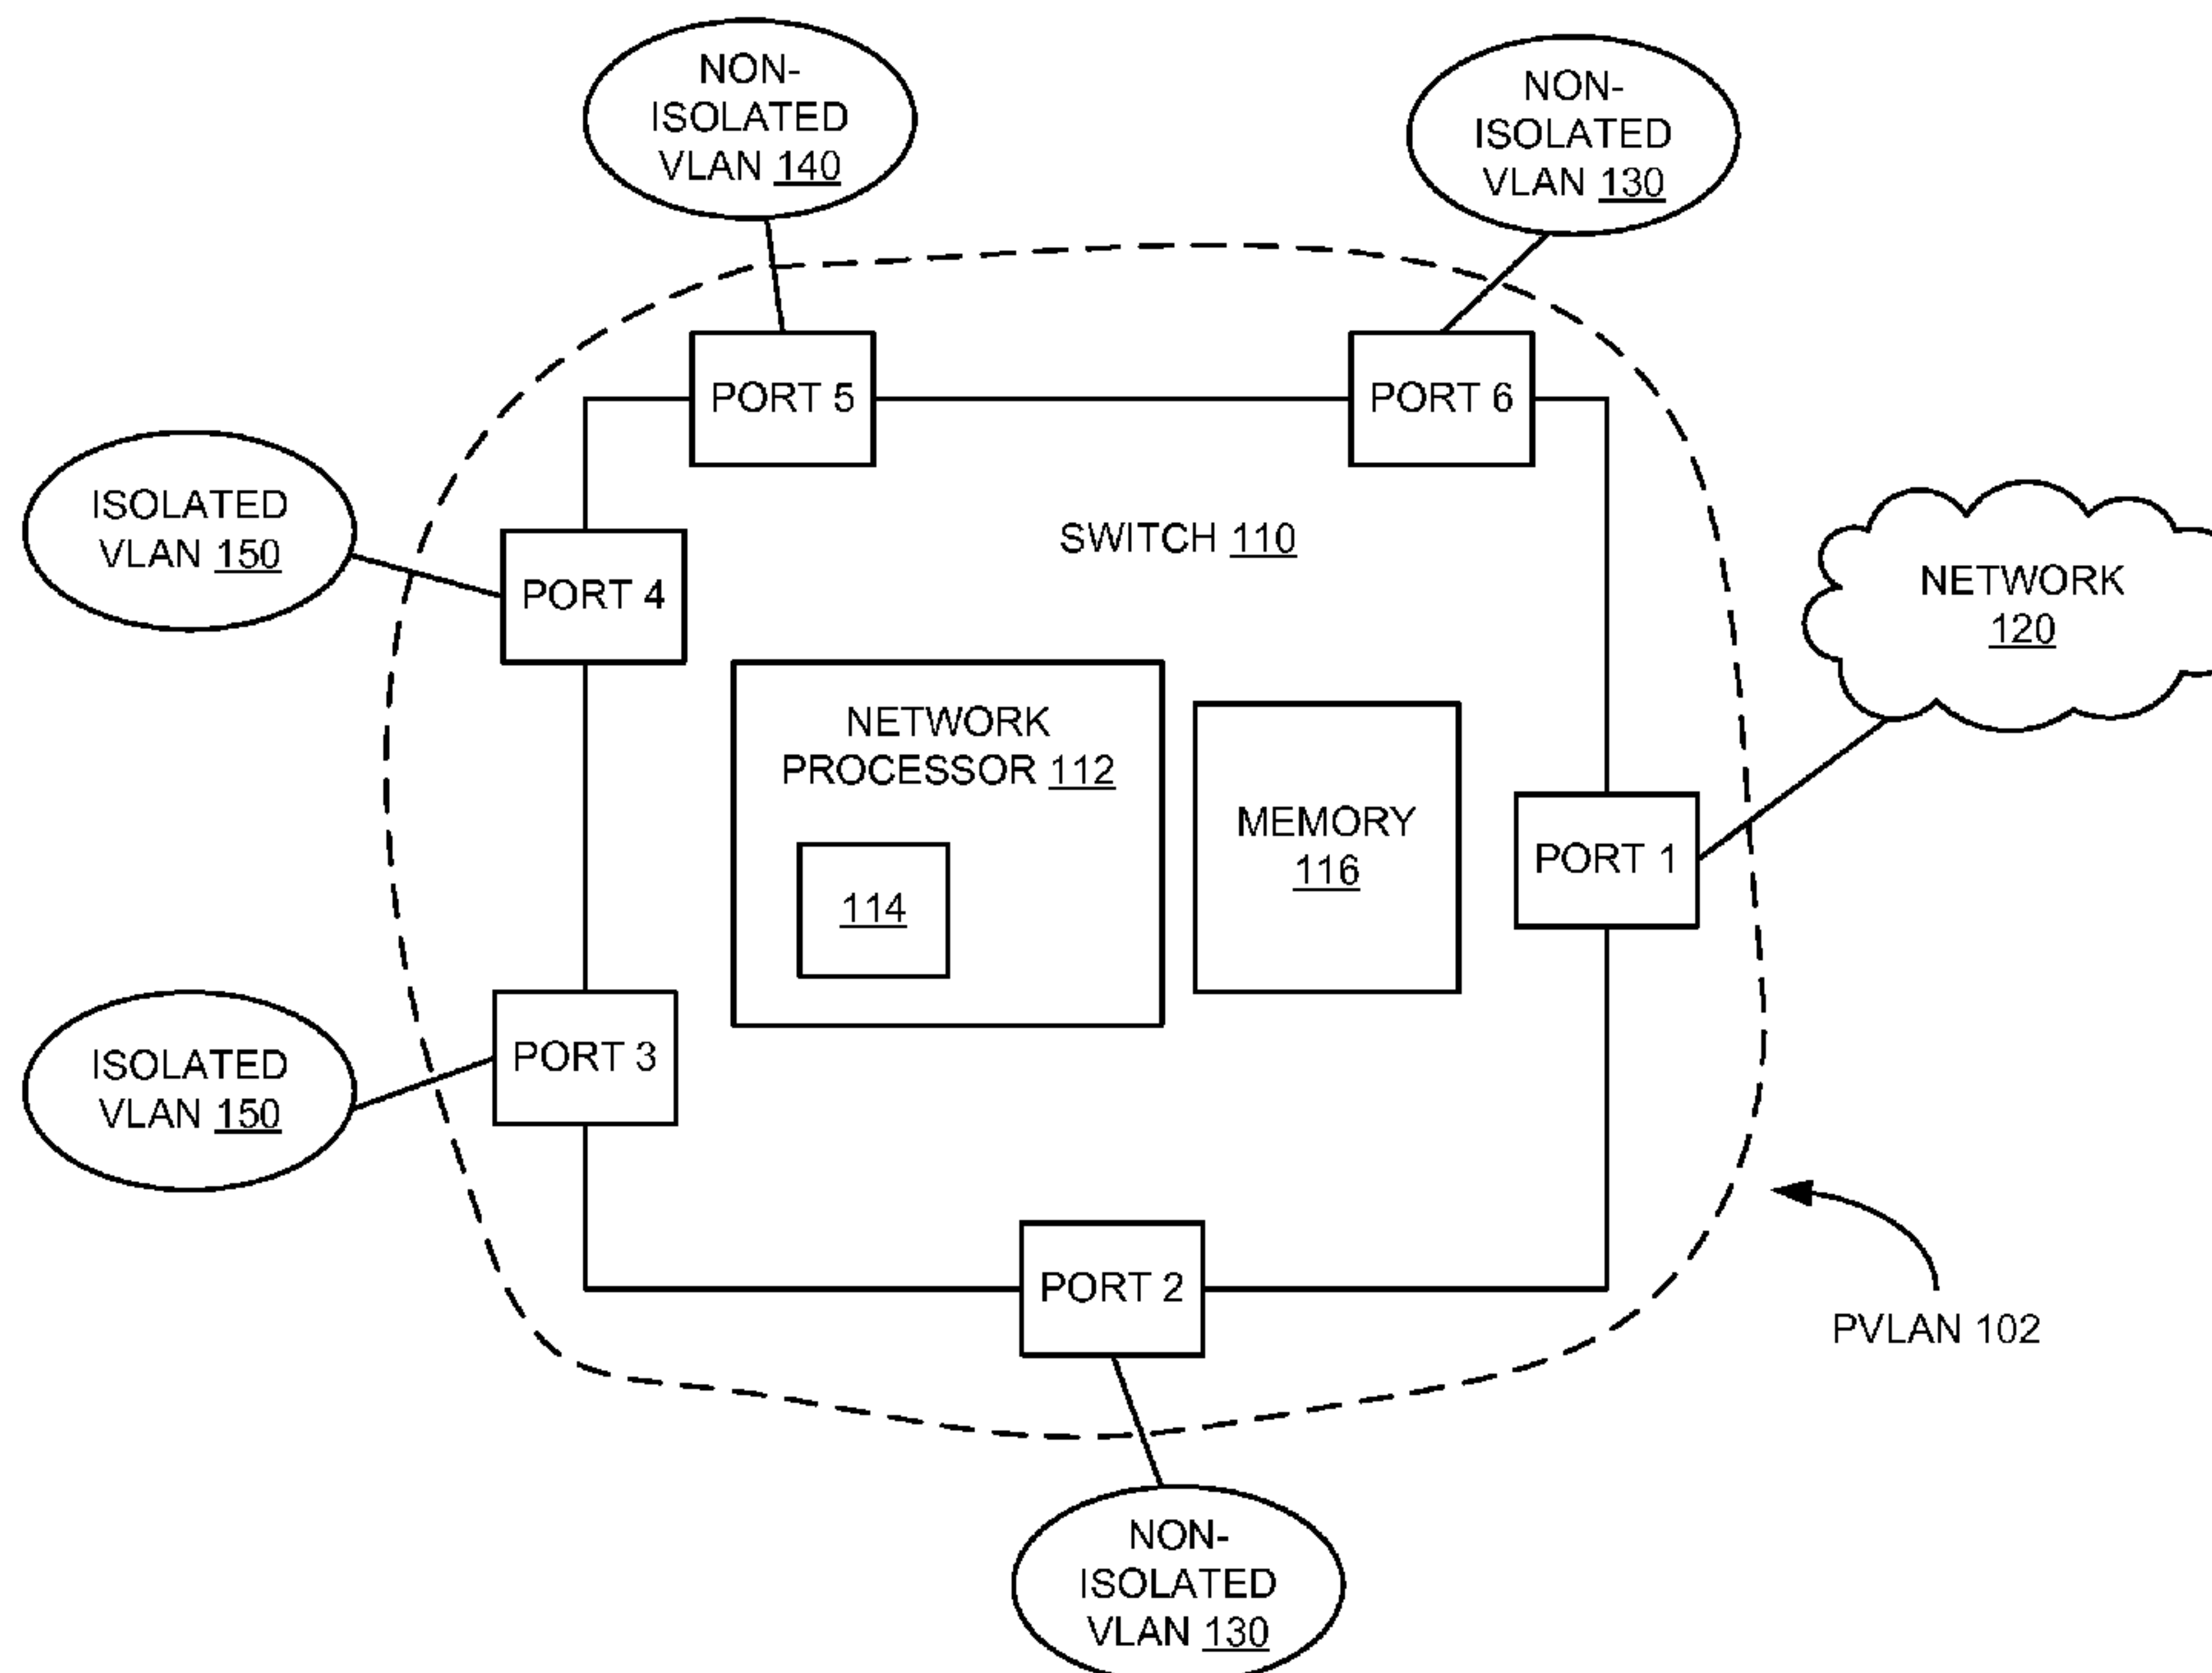 NON-
ISOLATED
VLAN 140
NON-
ISOLATED
VLAN 130
PORT 5
PORT 6
ISOLATED
VLAN 150
SWITCH 110
NETWORK
120
PORT 4
NETWORK
PROCESSOR 112
114
MEMORY
116
PORT 1
PORT 3
ISOLATED
VLAN 150
PORT 2
PVLAN 102
NON-
ISOLATED
VLAN 130